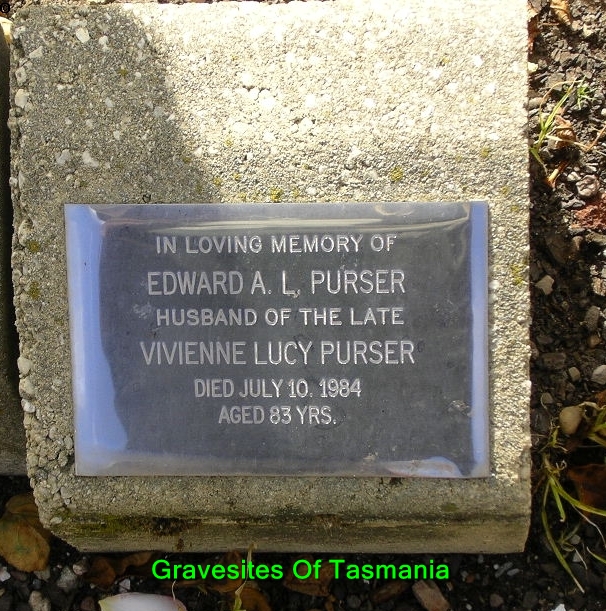 IN LOVING MEMORY OF
EDWARD A. L. PURSER
HUSBAND OF THE LATE
VIVIENNE LUCY PURSER
DIED JULY 10. 1984
AGED 83 YRS.
Gravesites Of Tasmania